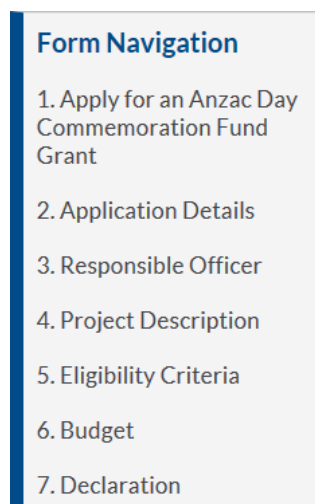 Form Navigation
1. Apply for an Anzac Day
Commemoration Fund
Grant
2. Application Details
3. Responsible Officer
4. Project Description
5. Eligibility Criteria
6. Budget
7. Declaration